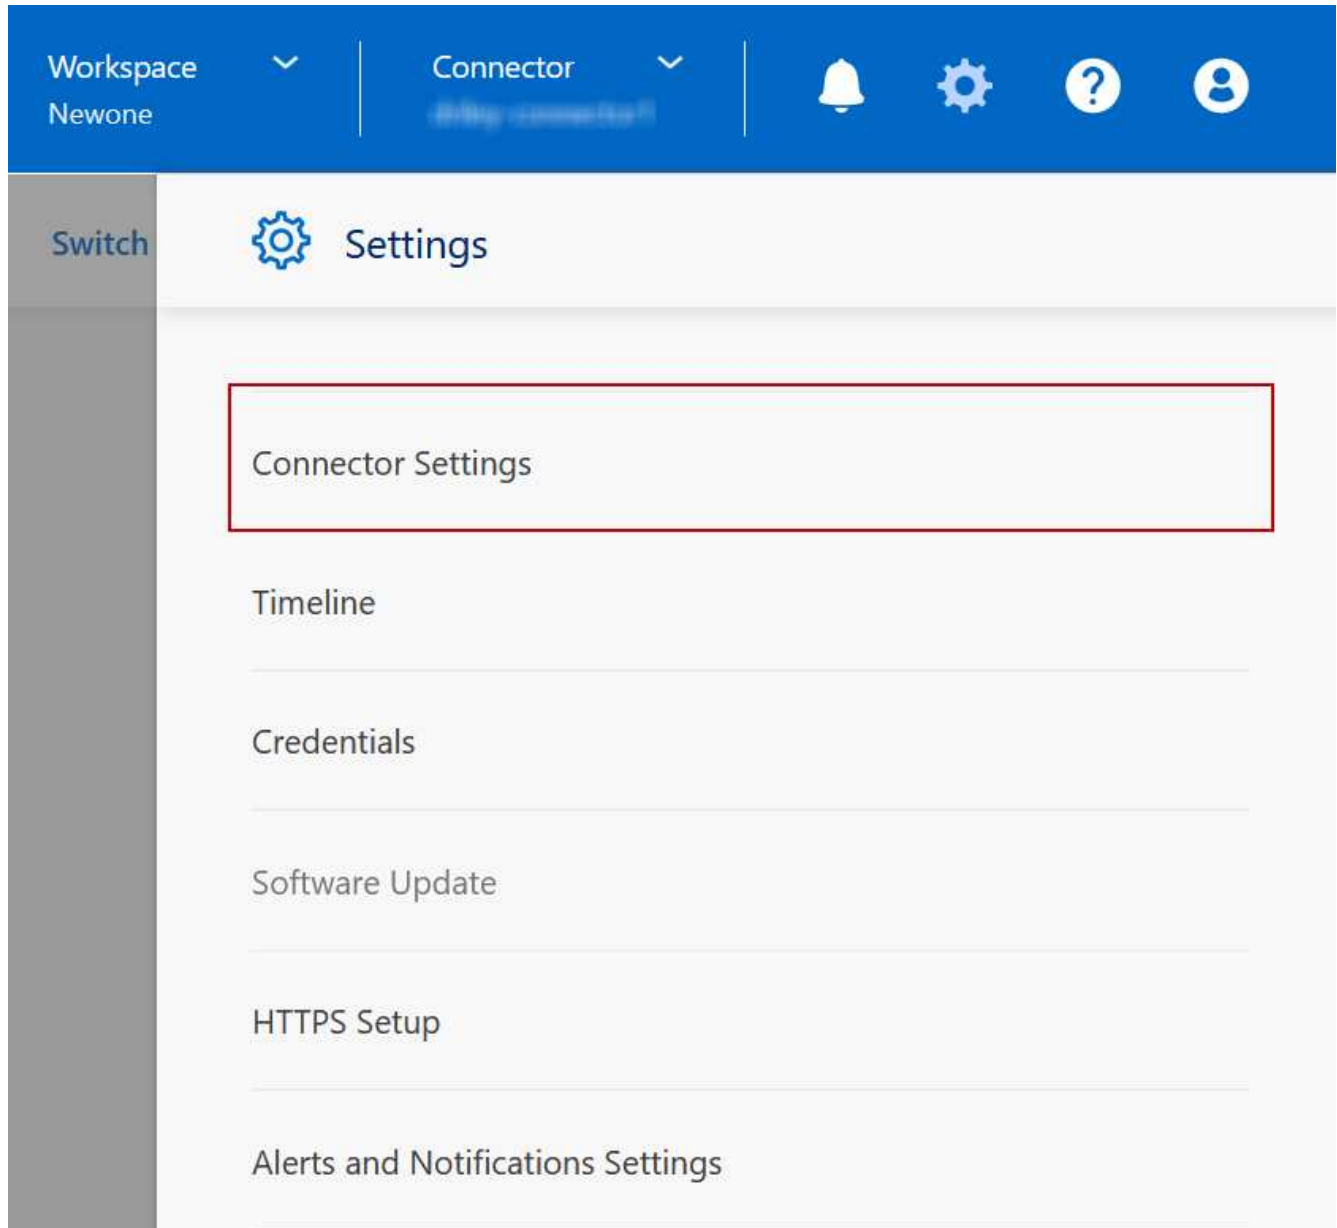 Workspace
Newone
Connector
Switch
Settings
Connector Settings
Timeline
Credentials
Software Update
HTTPS Setup
Alerts and Notifications Settings